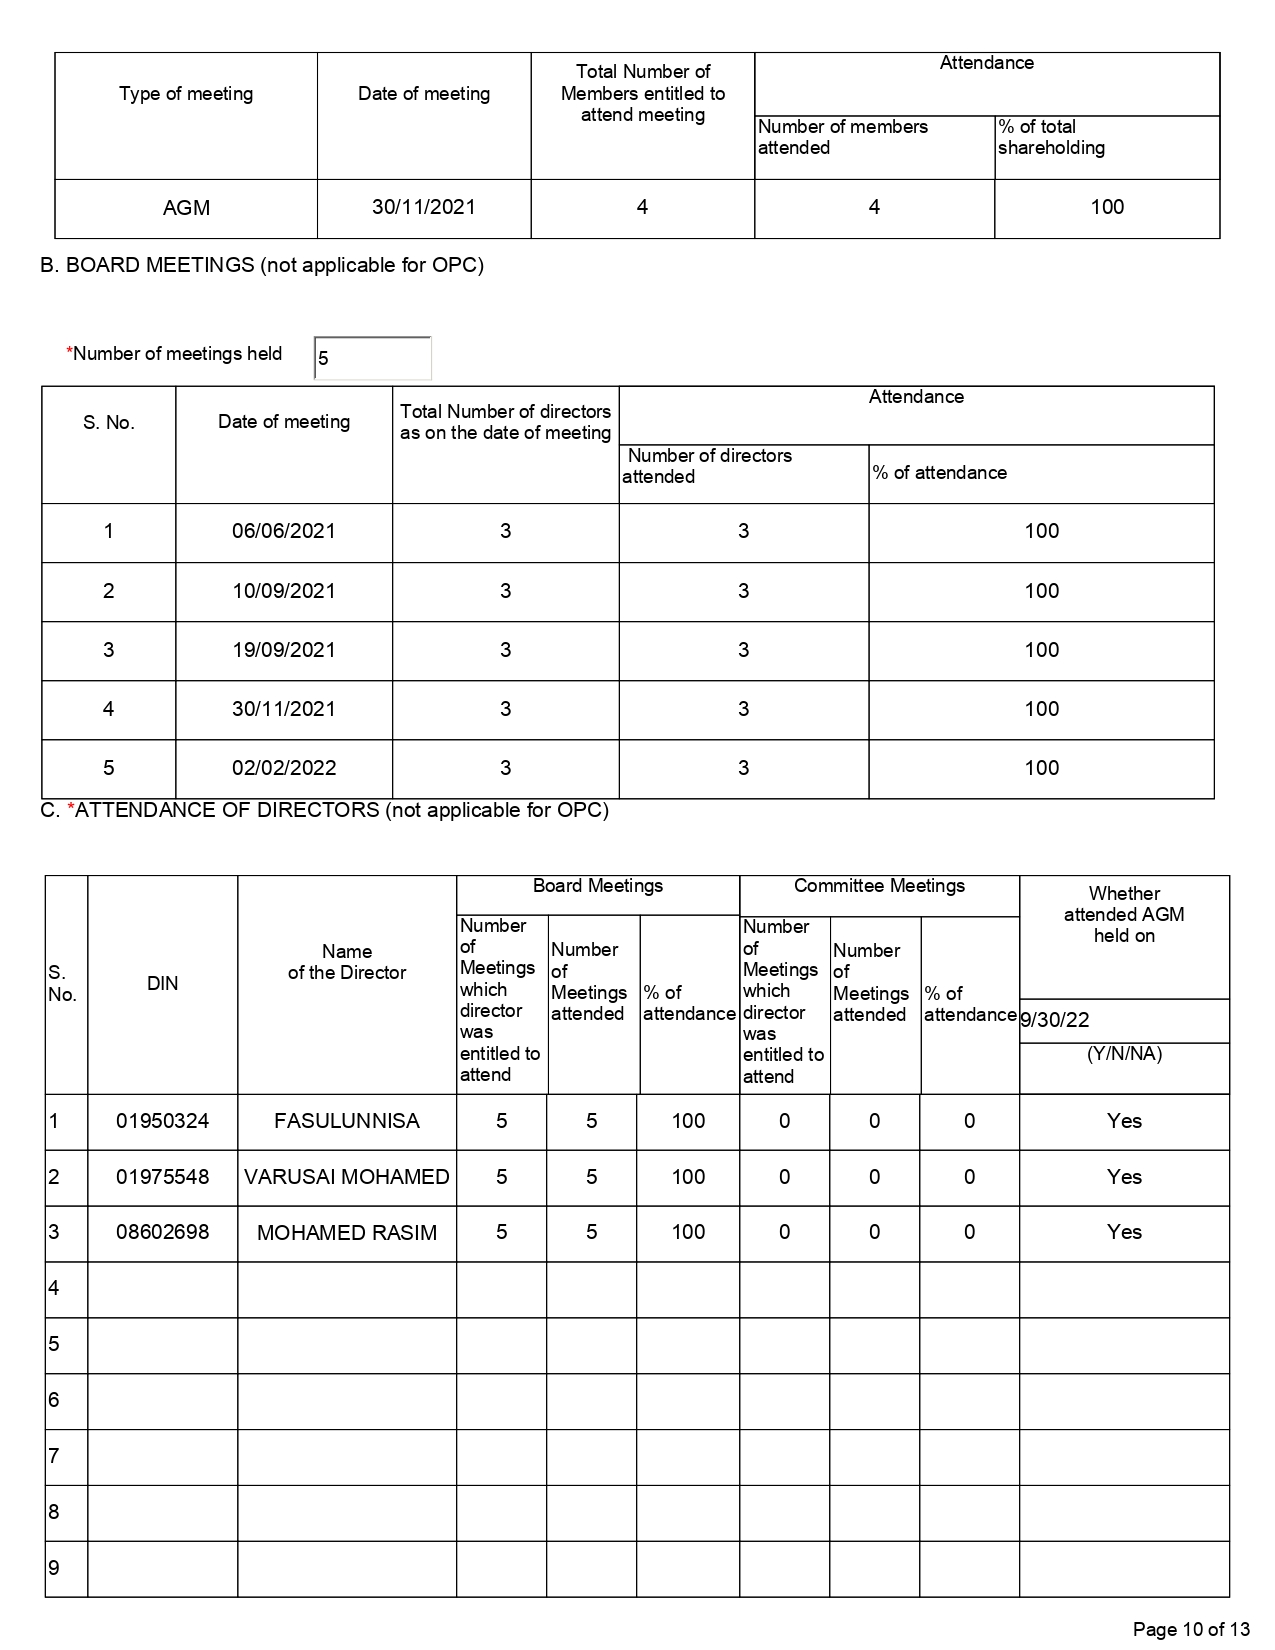 Type of meeting
Date of meeting
Total Number of
Members entitled to
attend meeting
Attendance
Number of members
attended
% of total
shareholding
AGM 30/11/2021 4 4 100
B. BOARD MEETINGS (not applicable for OPC)
*Number of meetings held 5
S. No.
Date of meeting
Total Number of directors
as on the date of meeting
Attendance
Number of directors
attended
% of attendance
1 06/06/2021 3 3 100
2 10/09/2021 3 3 100
3 19/09/2021 3 3 100
4 30/11/2021 3 3 100
5 02/02/2022 3 3 100
C. *ATTENDANCE OF DIRECTORS (not applicable for OPC)
S.
No.
DIN
Name
of the Director
Board Meetings
Number
of
Meetings
which
director
was
entitled to
attend
Number
of
Meetings
attended
% of
attendance
Committee Meetings
Number
of
Meetings
which
director
was
entitled to
attend
Number
of
Meetings
attended
% of
attendance
Whether
attended AGM
held on
9/30/22
(Y/N/NA)
1 01950324 FASULUNNISA 5 5 100 0 0 0 Yes
2 01975548 VARUSAI MOHAMED 5 5 100 0 0 0 Yes
3 08602698 MOHAMED RASIM 5 5 100 0 0 0 Yes
4
5
6
7
8
9
Page 10 of 13